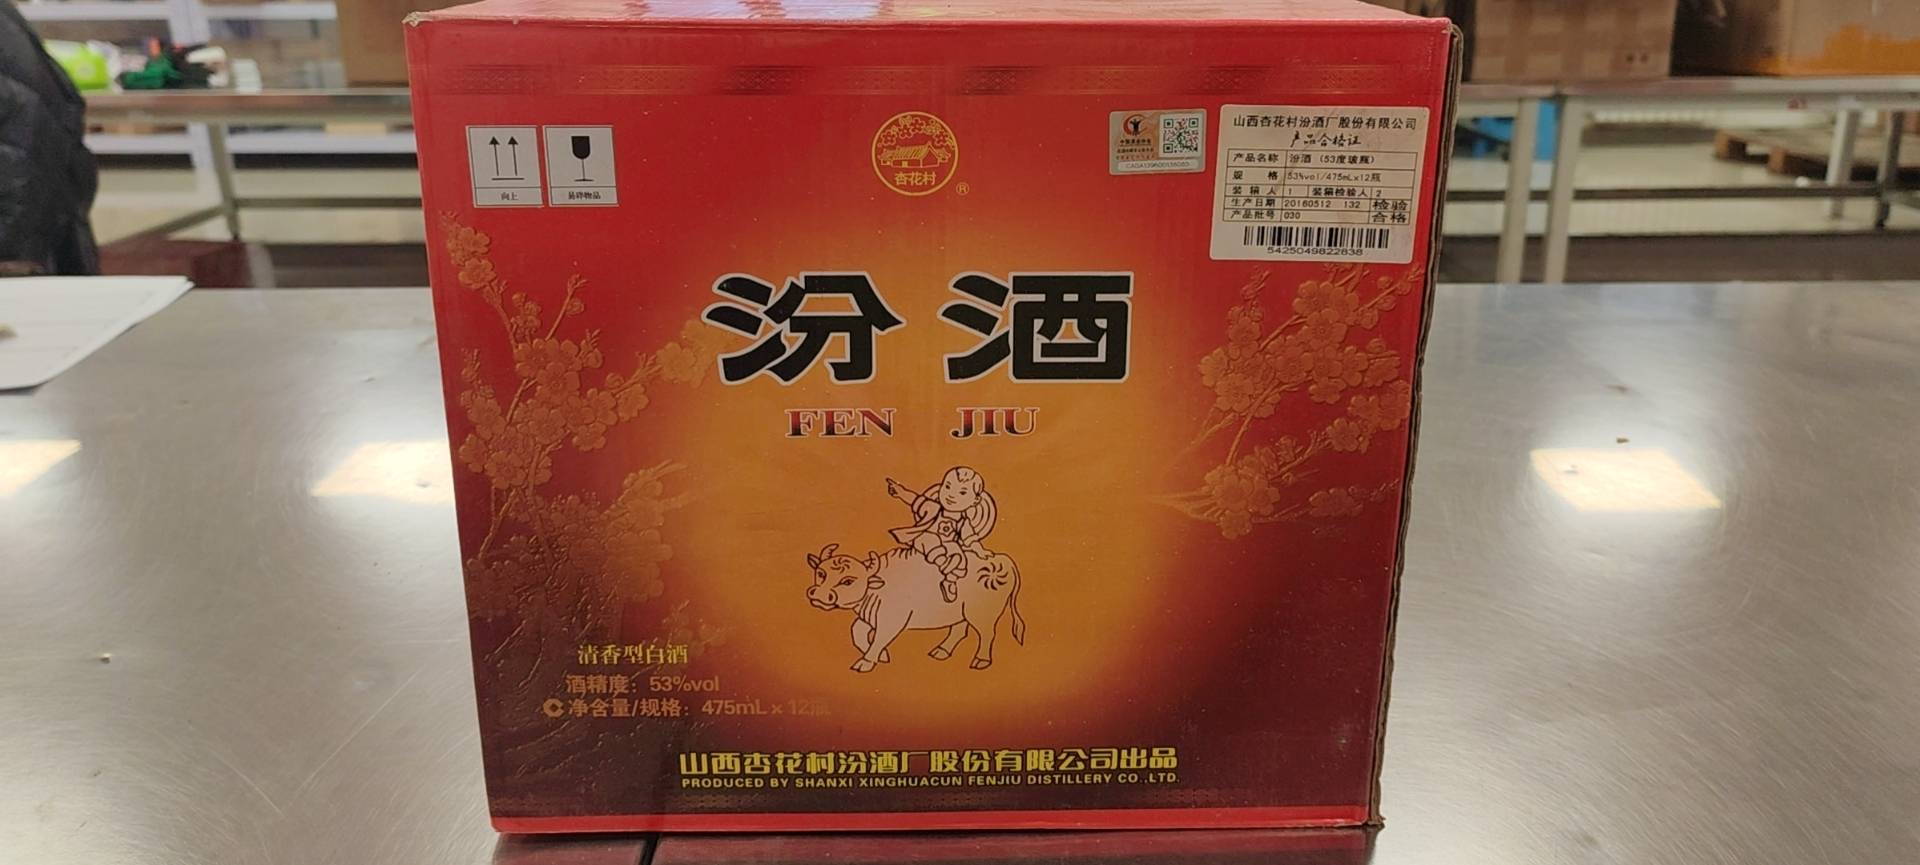 向上
易碎物品
杏花村
®
CADA139600136083
山西杏花村汾酒厂股份有限公司
产品合格证
产品名称 汾酒（53度玻瓶）
规 格 53%vol/475mLx12瓶
装箱人 1 装箱检验人 2
生产日期 20160512 132 检验
产品批号 030 合格
5425049822838
汾酒
FEN JIU
清香型白酒
酒精度：53%vol
净含量/规格：475mL x 12瓶
山西杏花村汾酒厂股份有限公司出品
PRODUCED BY SHANXI XINGHUACUN FENJIU DISTILLERY CO.,LTD.